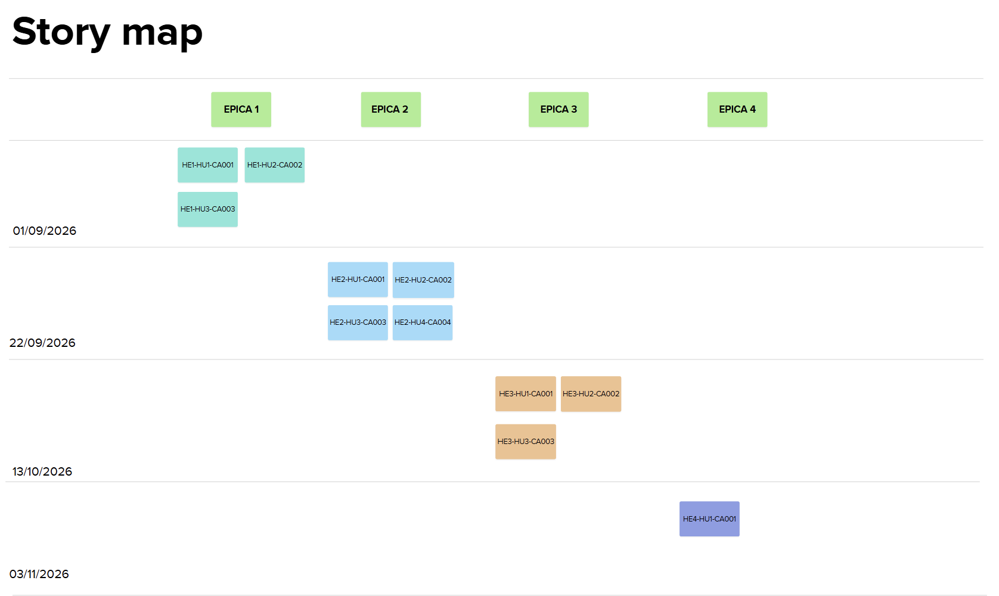 Story map
EPICA 1
EPICA 2
EPICA 3
EPICA 4
HE1-HU1-CA001
HE1-HU2-CA002
HE1-HU3-CA003
01/09/2026
HE2-HU1-CA001
HE2-HU2-CA002
HE2-HU3-CA003
HE2-HU4-CA004
22/09/2026
HE3-HU1-CA001
HE3-HU2-CA002
HE3-HU3-CA003
13/10/2026
HE4-HU1-CA001
03/11/2026